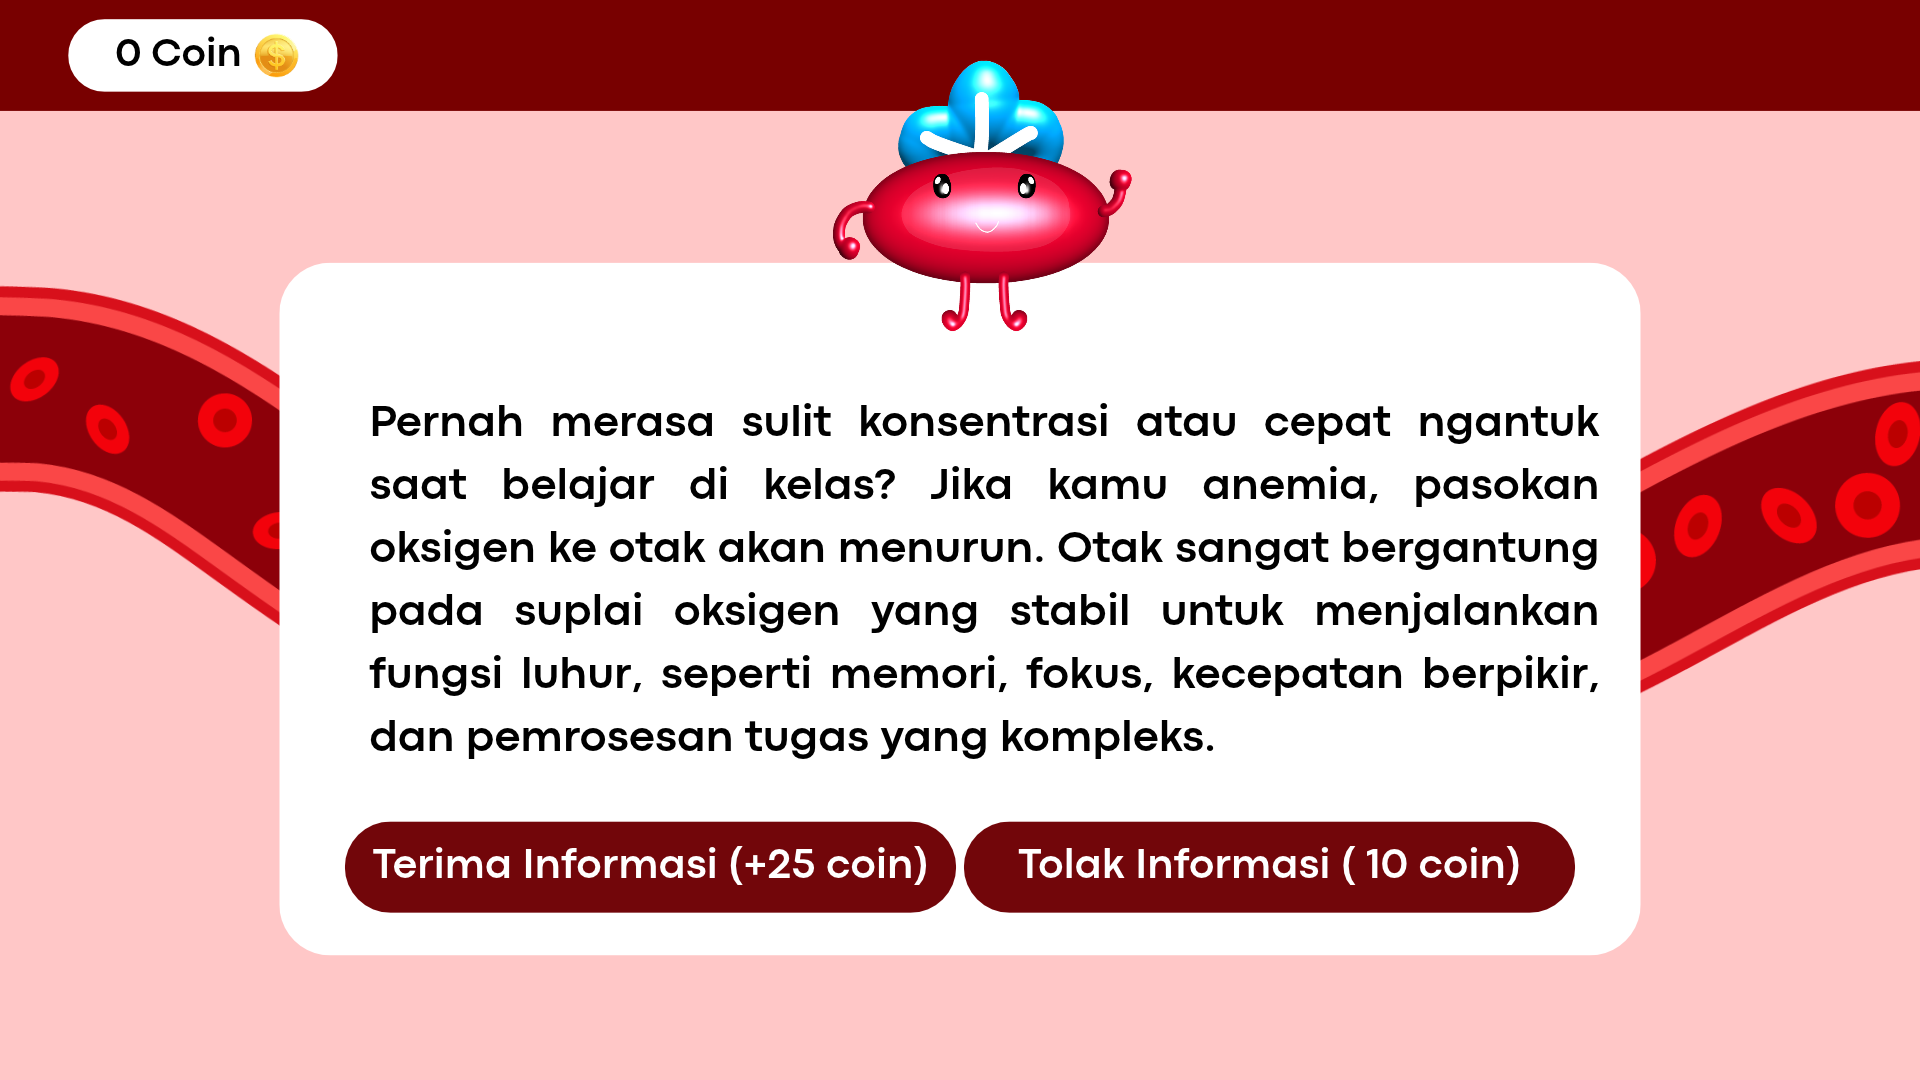 0 Coin
Pernah merasa sulit konsentrasi atau cepat ngantuk
saat belajar di kelas? Jika kamu anemia, pasokan
oksigen ke otak akan menurun. Otak sangat bergantung
pada suplai oksigen yang stabil untuk menjalankan
fungsi luhur, seperti memori, fokus, kecepatan berpikir,
dan pemrosesan tugas yang kompleks.
Terima Informasi (+25 coin)
Tolak Informasi ( 10 coin)